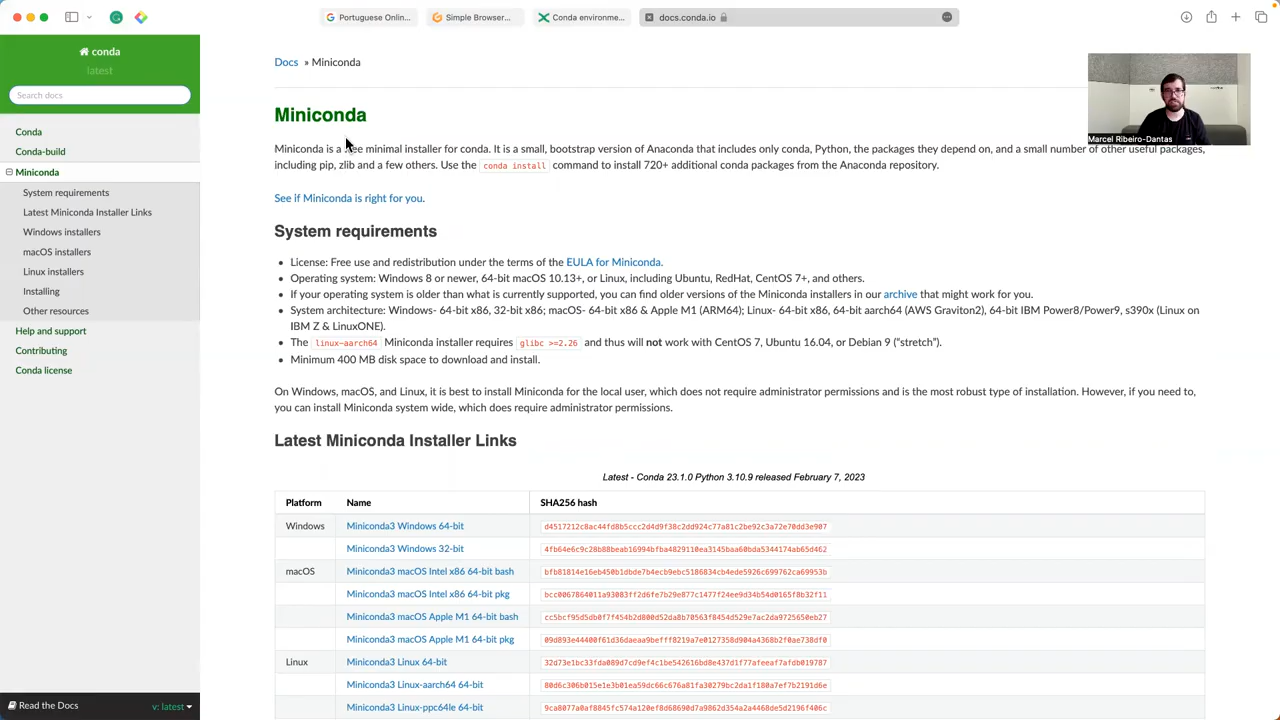 Portuguese Onlin...
Simple Browser...
Conda environme...
docs.conda.io
conda
latest
Search docs
Conda
Conda-build
Miniconda
System requirements
Latest Miniconda Installer Links
Windows installers
macOS installers
Linux installers
Installing
Other resources
Help and support
Contributing
Conda license
Read the Docs
v: latest
Docs » Miniconda
Miniconda
Miniconda is a free minimal installer for conda. It is a small, bootstrap version of Anaconda that includes only conda, Python, the packages they depend on, and a small number of other useful packages,
including pip, zlib and a few others. Use the conda install command to install 720+ additional conda packages from the Anaconda repository.
See if Miniconda is right for you.
System requirements
License: Free use and redistribution under the terms of the EULA for Miniconda.
Operating system: Windows 8 or newer, 64-bit macOS 10.13+, or Linux, including Ubuntu, RedHat, CentOS 7+, and others.
If your operating system is older than what is currently supported, you can find older versions of the Miniconda installers in our archive that might work for you.
System architecture: Windows- 64-bit x86, 32-bit x86; macOS- 64-bit x86 & Apple M1 (ARM64); Linux- 64-bit x86, 64-bit aarch64 (AWS Graviton2), 64-bit IBM Power8/Power9, s390x (Linux on
IBM Z & LinuxONE).
The linux-aarch64 Miniconda installer requires glibc >=2.26 and thus will not work with CentOS 7, Ubuntu 16.04, or Debian 9 (“stretch”).
Minimum 400 MB disk space to download and install.
On Windows, macOS, and Linux, it is best to install Miniconda for the local user, which does not require administrator permissions and is the most robust type of installation. However, if you need to,
you can install Miniconda system wide, which does require administrator permissions.
Latest Miniconda Installer Links
Latest - Conda 23.1.0 Python 3.10.9 released February 7, 2023
Platform Name SHA256 hash
Windows Miniconda3 Windows 64-bit
Miniconda3 Windows 32-bit
macOS Miniconda3 macOS Intel x86 64-bit bash
Miniconda3 macOS Intel x86 64-bit pkg
Miniconda3 macOS Apple M1 64-bit bash
Miniconda3 macOS Apple M1 64-bit pkg
Linux Miniconda3 Linux 64-bit
Miniconda3 Linux-aarch64 64-bit
Miniconda3 Linux-ppc64le 64-bit
Marcel Ribeiro-Dantas